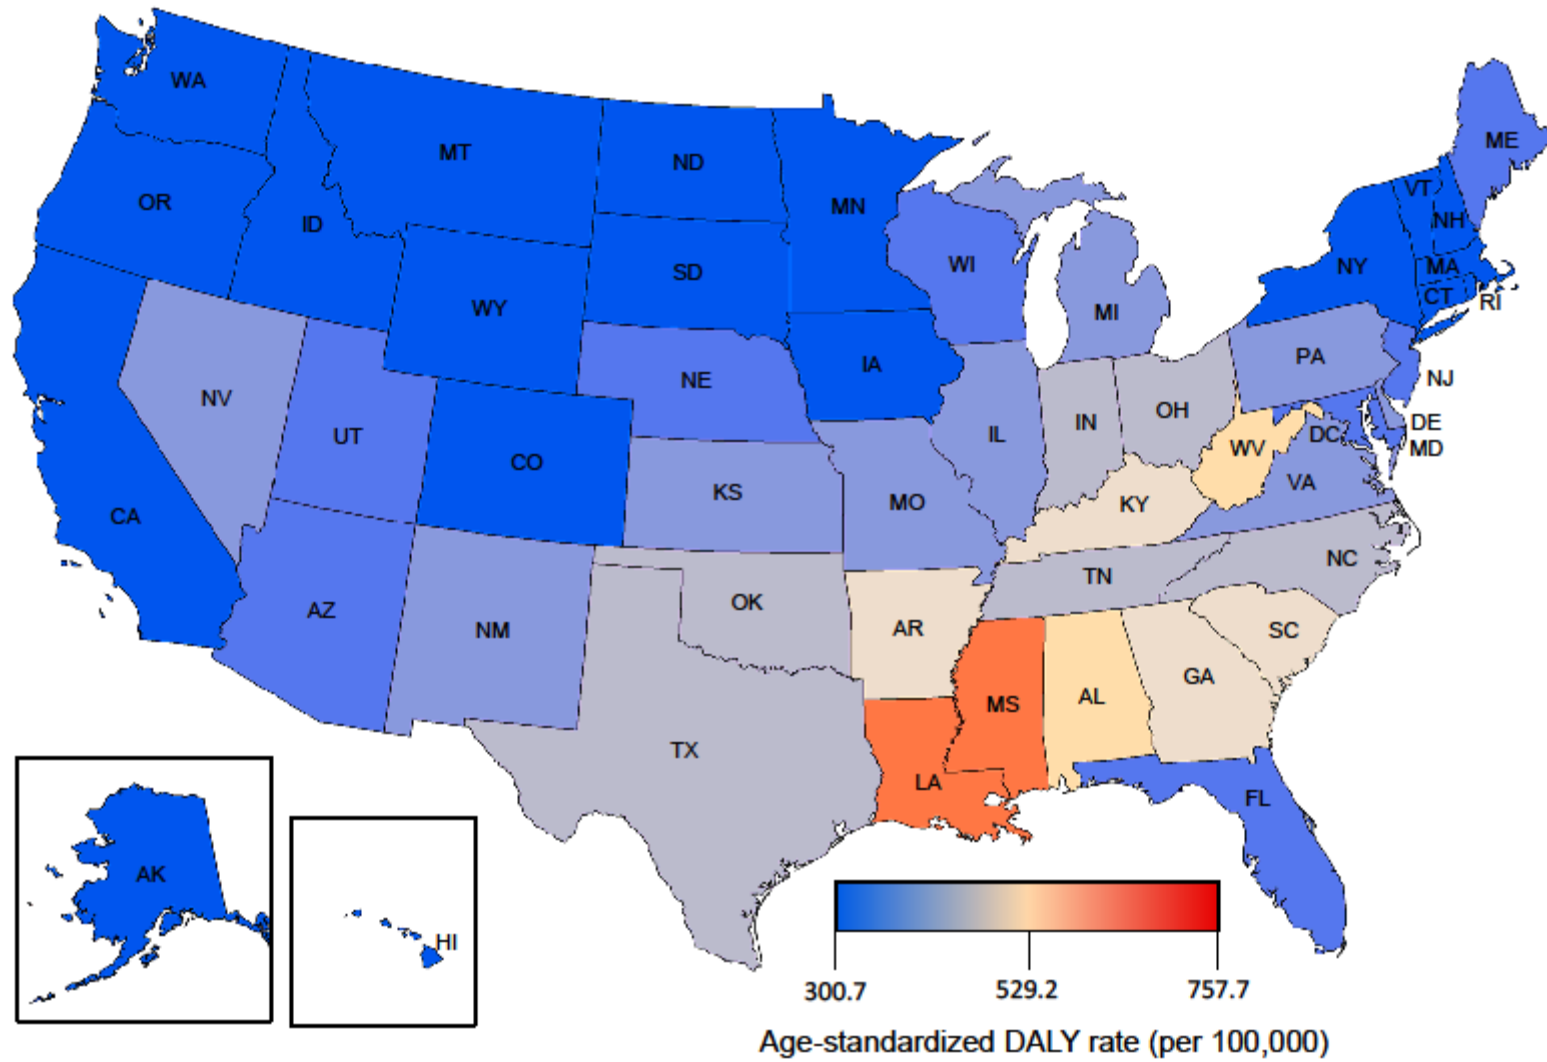 WA
MT
ND
ME
OR
ID
MN
VT
NH
WI
NY
MA
SD
CT
RI
WY
MI
IA
PA
NE
NJ
NV
OH
IN
DE
UT
IL
DC
MD
CO
WV
KS
VA
MO
KY
CA
NC
TN
OK
AZ
NM
AR
SC
GA
MS
AL
TX
LA
FL
AK
HI
300.7 529.2 757.7
Age-standardized DALY rate (per 100,000)